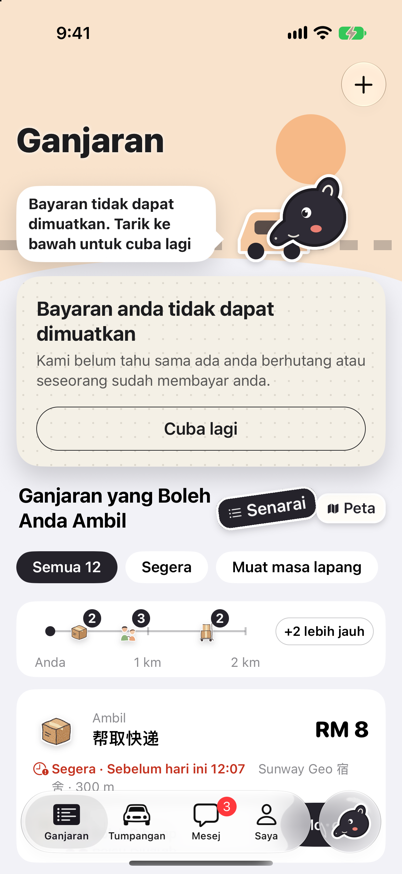 9:41
Ganjaran
Bayaran tidak dapat
dimuatkan. Tarik ke
bawah untuk cuba lagi
Bayaran anda tidak dapat
dimuatkan
Kami belum tahu sama ada anda berhutang atau
seseorang sudah membayar anda.
Cuba lagi
Ganjaran yang Boleh
Anda Ambil
Senarai
Peta
Semua 12
Segera
Muat masa lapang
2
3
2
+2 lebih jauh
Anda
1 km
2 km
Ambil
帮取快递
RM 8
Segera · Sebelum hari ini 12:07
Sunway Geo 宿
舍 · 300 m
3
Ganjaran
Tumpangan
Mesej
Saya